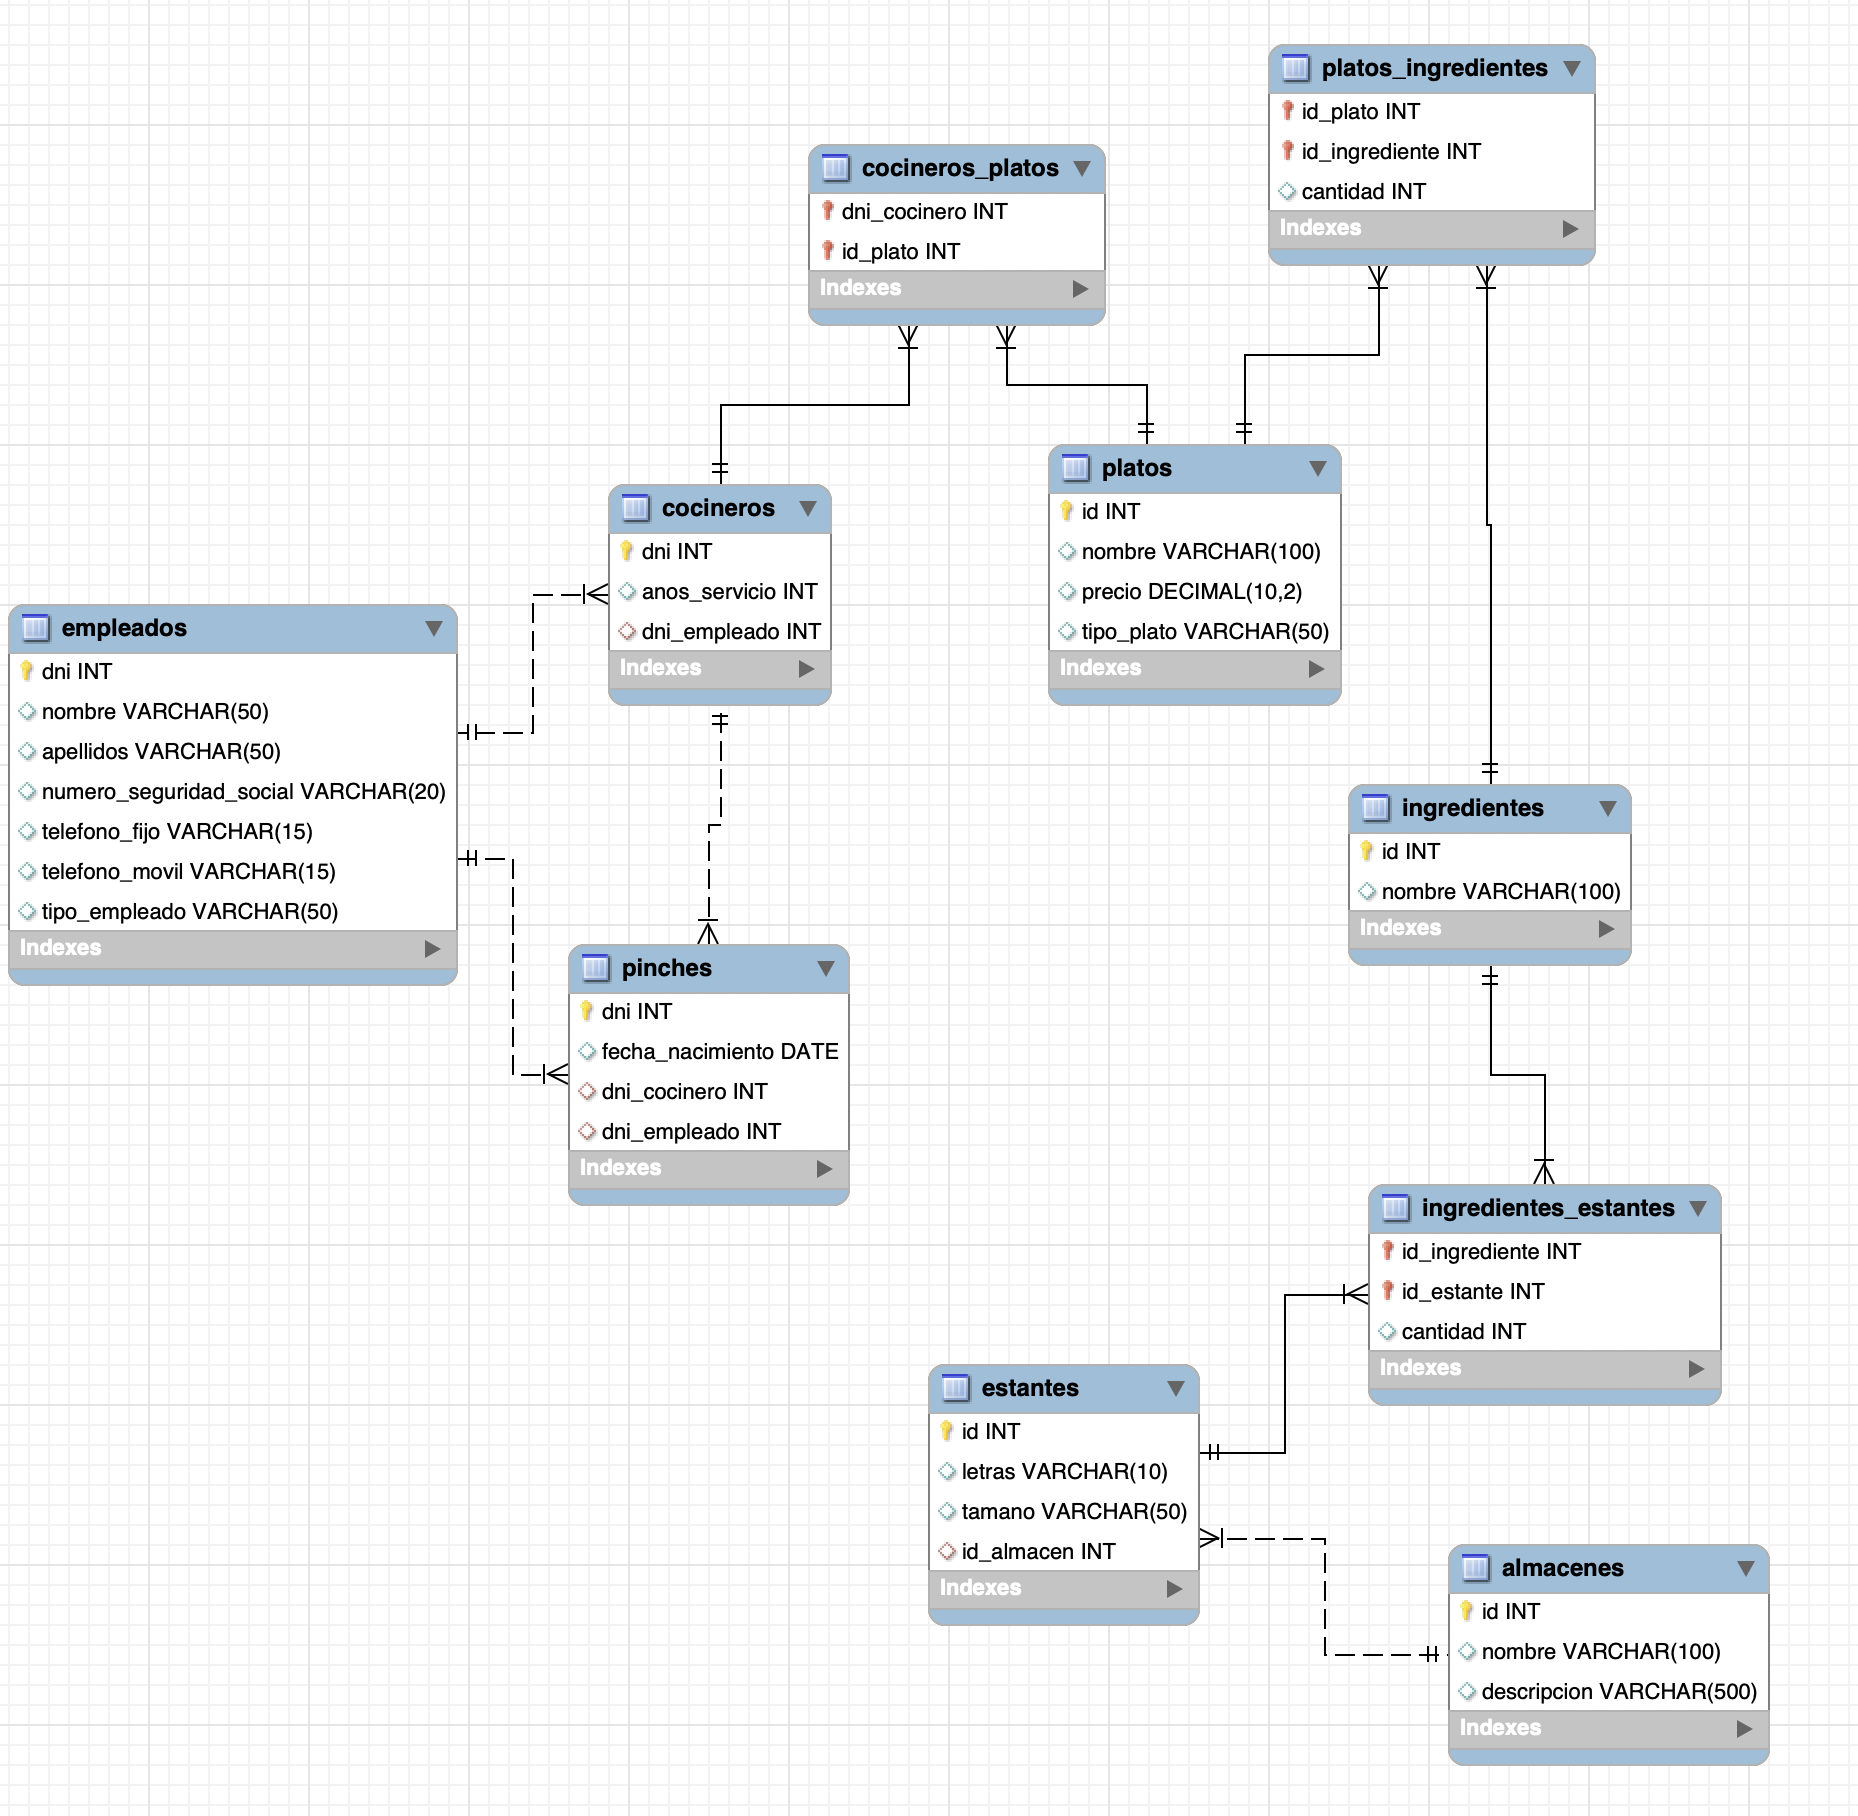 platos_ingredientes
id_plato INT
id_ingrediente INT
cantidad INT
Indexes
cocineros_platos
dni_cocinero INT
id_plato INT
Indexes
platos
id INT
nombre VARCHAR(100)
precio DECIMAL(10,2)
tipo_plato VARCHAR(50)
Indexes
cocineros
dni INT
anos_servicio INT
dni_empleado INT
Indexes
empleados
dni INT
nombre VARCHAR(50)
apellidos VARCHAR(50)
numero_seguridad_social VARCHAR(20)
telefono_fijo VARCHAR(15)
telefono_movil VARCHAR(15)
tipo_empleado VARCHAR(50)
Indexes
ingredientes
id INT
nombre VARCHAR(100)
Indexes
pinches
dni INT
fecha_nacimiento DATE
dni_cocinero INT
dni_empleado INT
Indexes
ingredientes_estantes
id_ingrediente INT
id_estante INT
cantidad INT
Indexes
estantes
id INT
letras VARCHAR(10)
tamano VARCHAR(50)
id_almacen INT
Indexes
almacenes
id INT
nombre VARCHAR(100)
descripcion VARCHAR(500)
Indexes